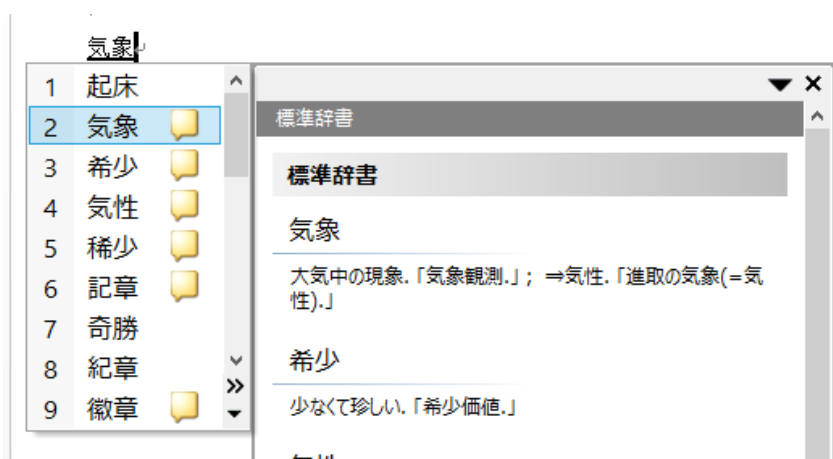 気象
1 起床
2 気象
3 希少
4 気性
5 稀少
6 記章
7 奇勝
8 紀章
9 徽章
標準辞書
標準辞書
気象
大気中の現象.「気象観測.」; ⇒気性.「進取の気象(=気
性).」
希少
少なくて珍しい.「希少価値.」